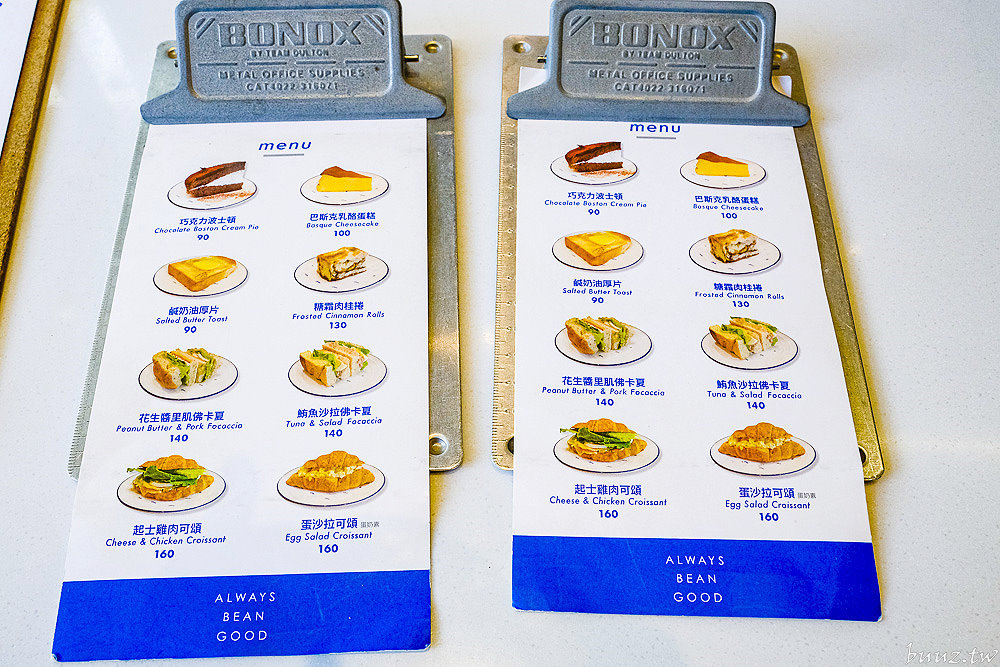 BONOX
BY TEAM DULTON
METAL OFFICE SUPPLIES
CAT4022 316071
menu
巧克力波士頓
Chocolate Boston Cream Pie
90
巴斯克乳酪蛋糕
Basque Cheesecake
100
鹹奶油厚片
Salted Butter Toast
90
糖霜肉桂捲
Frosted Cinnamon Rolls
130
花生醬里肌佛卡夏
Peanut Butter & Pork Focaccia
140
鮪魚沙拉佛卡夏
Tuna & Salad Focaccia
140
起士雞肉可頌
Cheese & Chicken Croissant
160
蛋沙拉可頌 蛋奶素
Egg Salad Croissant
160
ALWAYS
BEAN
GOOD
BONOX
BY TEAM DULTON
METAL OFFICE SUPPLIES
CAT4022 316071
menu
巧克力波士頓
Chocolate Boston Cream Pie
90
巴斯克乳酪蛋糕
Basque Cheesecake
100
鹹奶油厚片
Salted Butter Toast
90
糖霜肉桂捲
Frosted Cinnamon Rolls
130
花生醬里肌佛卡夏
Peanut Butter & Pork Focaccia
140
鮪魚沙拉佛卡夏
Tuna & Salad Focaccia
140
起士雞肉可頌
Cheese & Chicken Croissant
160
蛋沙拉可頌 蛋奶素
Egg Salad Croissant
160
ALWAYS
BEAN
GOOD
buuz.tw